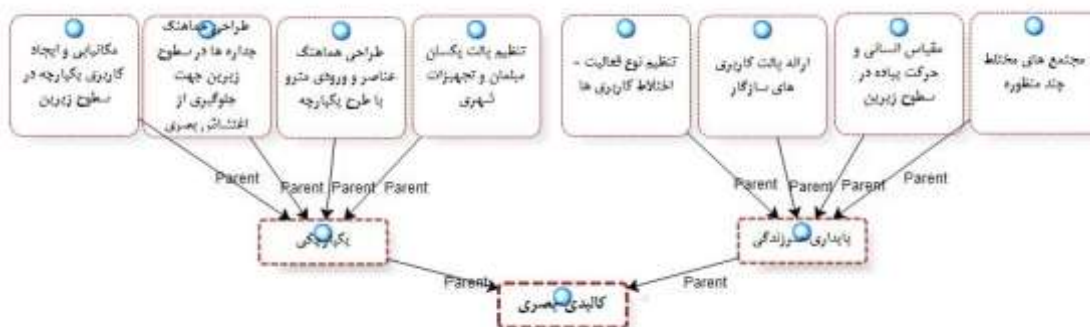 مکانیابی و ایجاد
کاربری یکپارچه در
سطوح زیرین
طراحی هماهنگ
جداره ها در سطوح
زیرین جهت
جلوگیری از
اغتشاش بصری
طراحی هماهنگ
عناصر و ورودی مترو
با طرح یکپارچه
تنظیم پالت یکسان
مبلمان و تجهیزات
شهری
تنظیم نوع فعالیت -
اختلاط کاربری ها
ارائه پالت کاربری
های سازگار
مقیاس انسانی و
حرکت پیاده در
سطوح زیرین
مجتمع های مختلط
چند منظوره
Parent
Parent
Parent
Parent
Parent
Parent
Parent
Parent
یکپارچگی
پایداری سرزندگی
Parent
Parent
کالبدی بصری